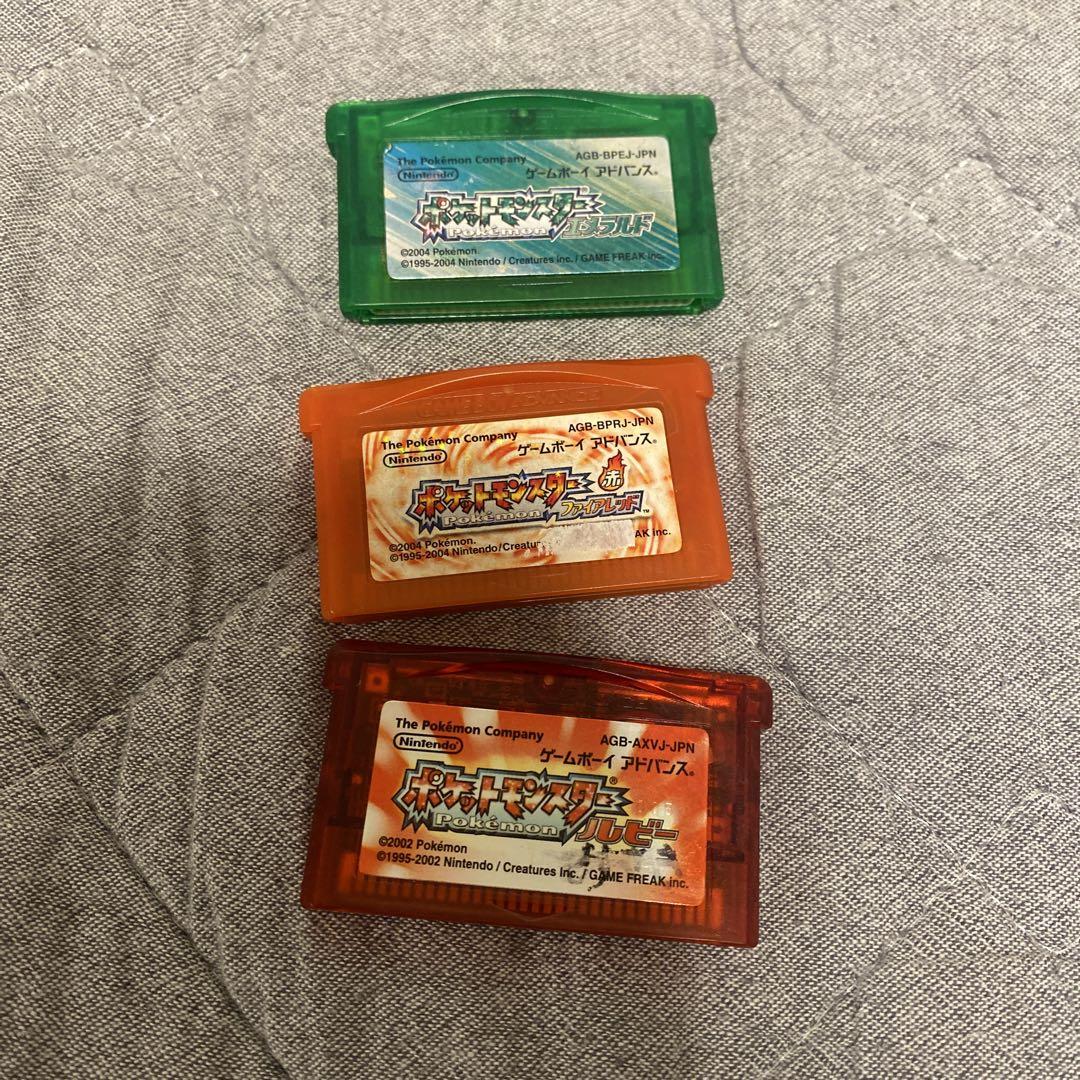 The Pokémon Company
AGB-BPEJ-JPN
Nintendo
ゲームボーイ アドバンス®
ポケットモンスター®
Pokémon
エメラルド
©2004 Pokémon.
©1995-2004 Nintendo / Creatures inc. / GAME FREAK inc.
GAME BOY ADVANCE
The Pokémon Company
AGB-BPRJ-JPN
Nintendo
ゲームボーイ アドバンス®
ポケットモンスター®
赤
Pokémon
ファイアレッド™
©2004 Pokémon.
©1995-2004 Nintendo/Creatu AK inc.
The Pokémon Company
AGB-AXVJ-JPN
Nintendo
ゲームボーイ アドバンス®
ポケットモンスター®
Pokémon
ルビー
©2002 Pokémon
©1995-2002 Nintendo / Creatures inc. / GAME FREAK inc.